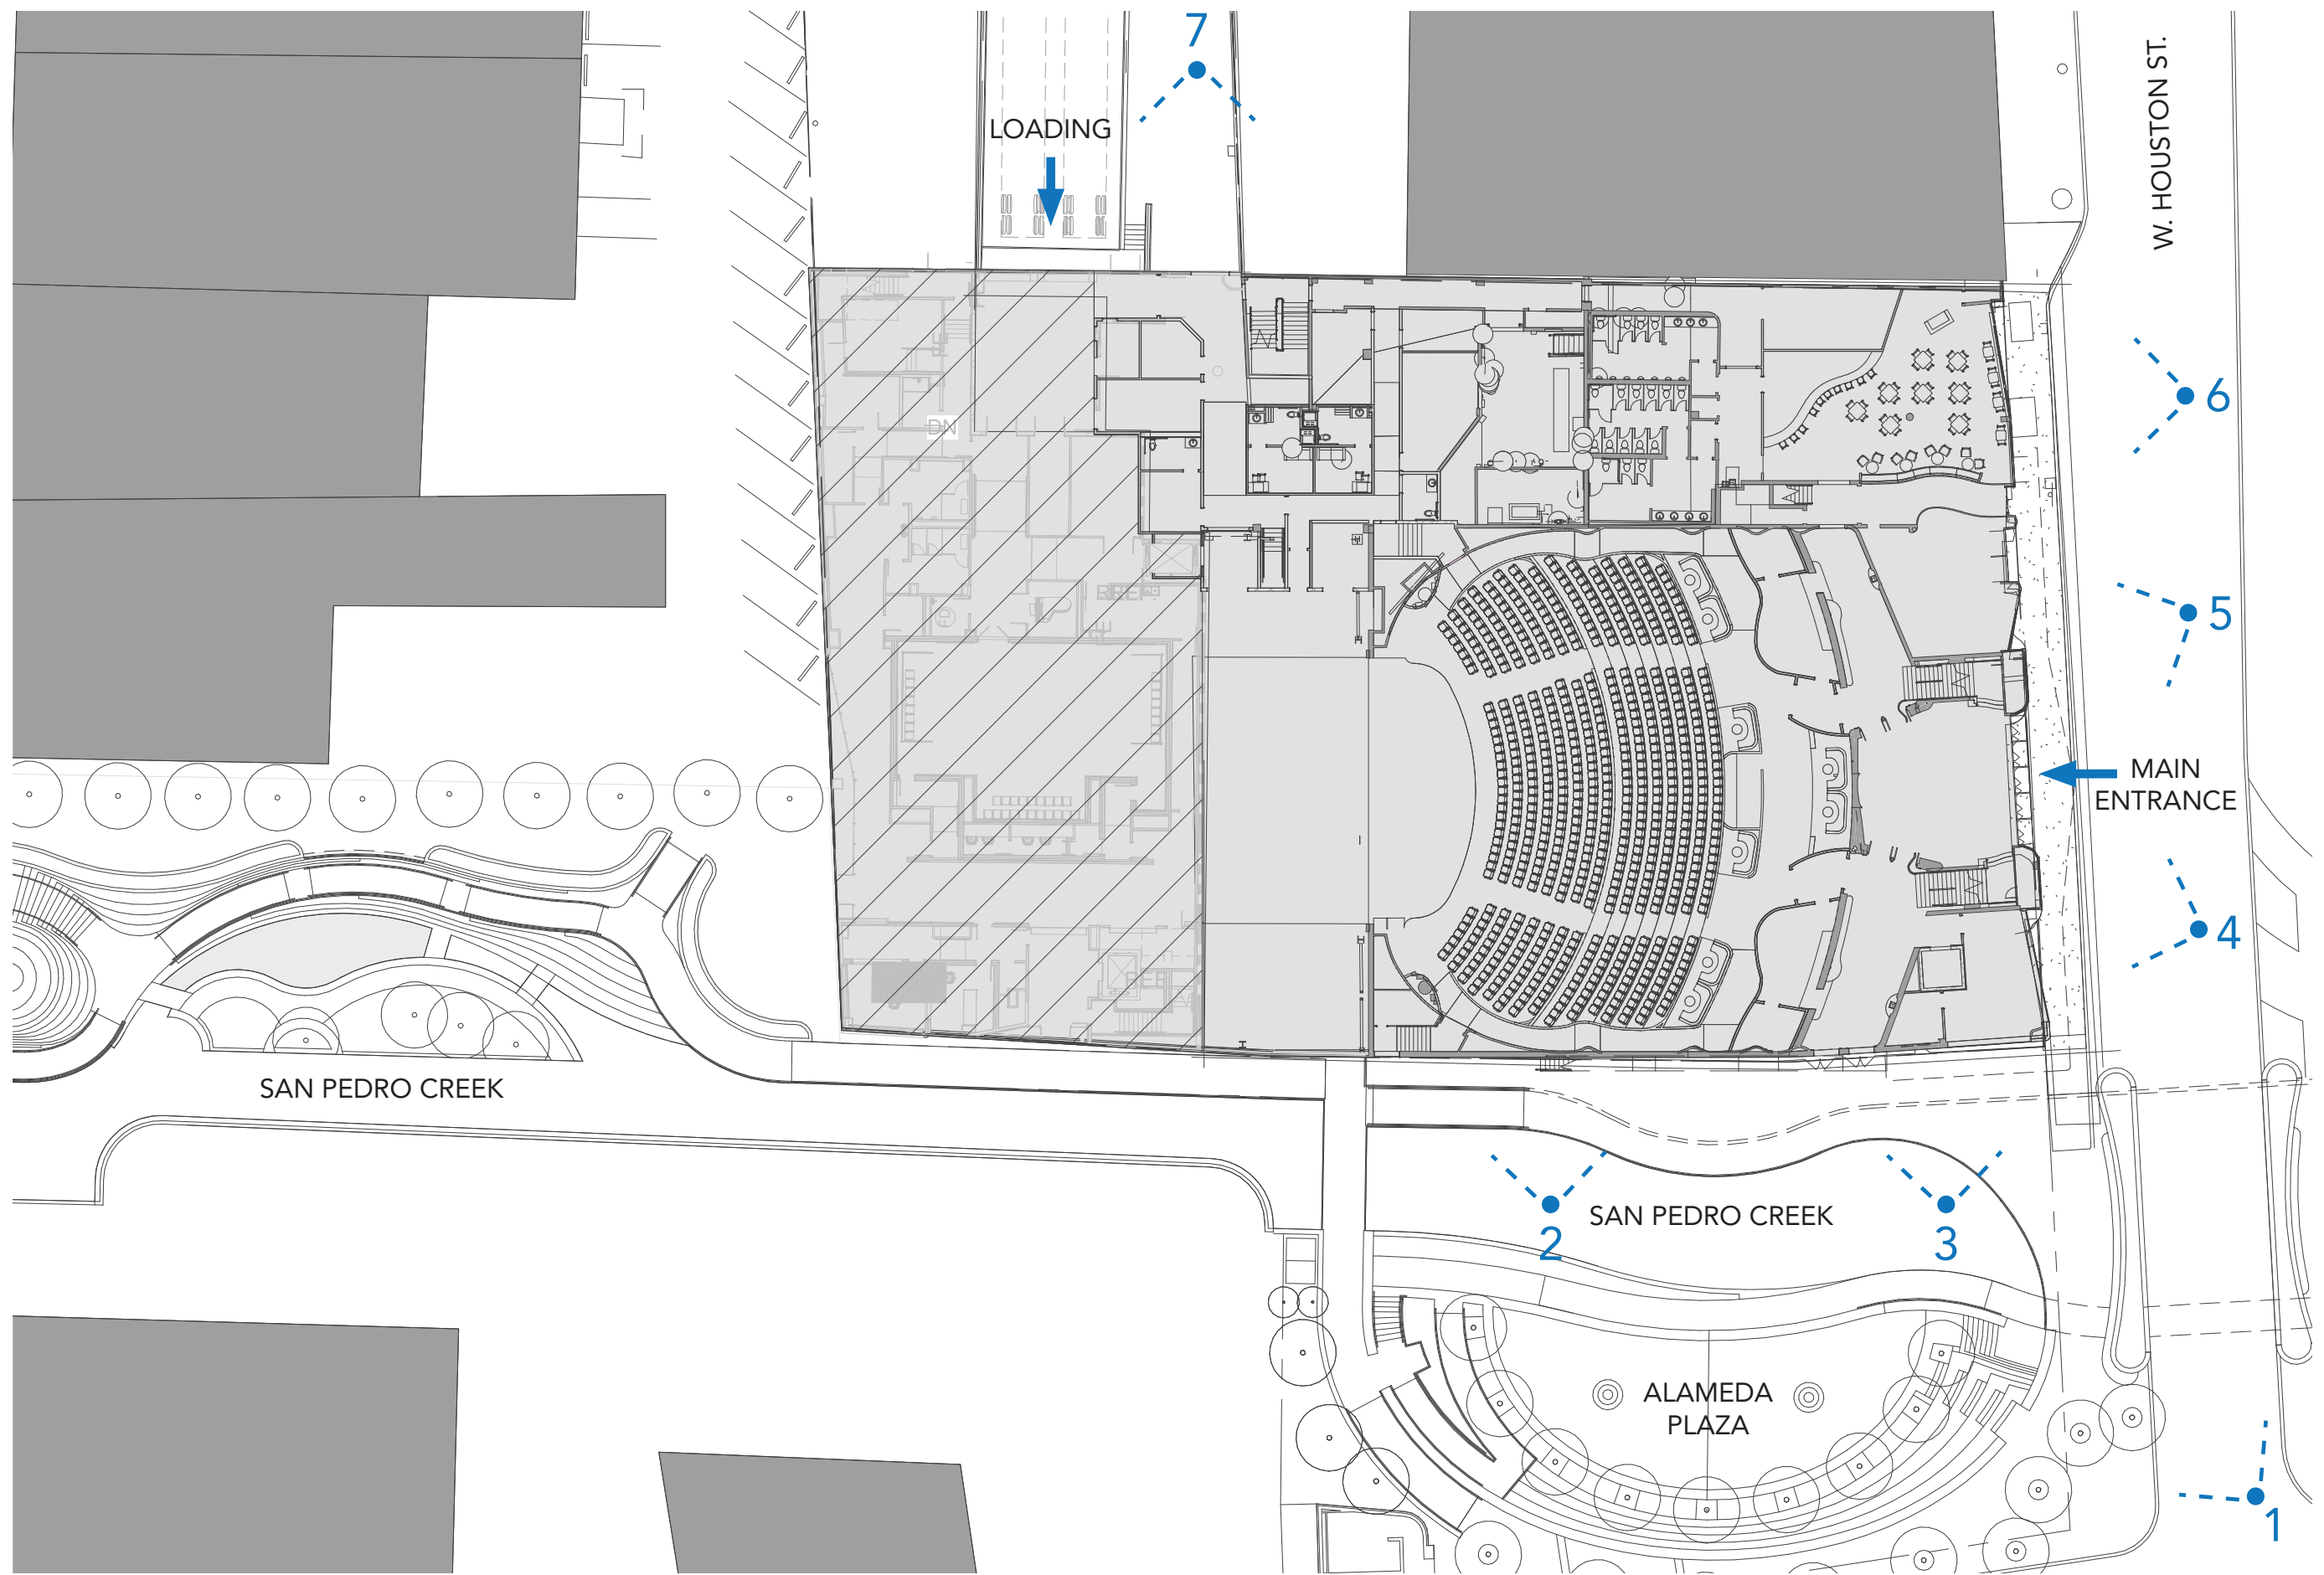 7
LOADING
W. HOUSTON ST.
6
DN
5
MAIN
ENTRANCE
4
SAN PEDRO CREEK
SAN PEDRO CREEK
2
3
ALAMEDA
PLAZA
1